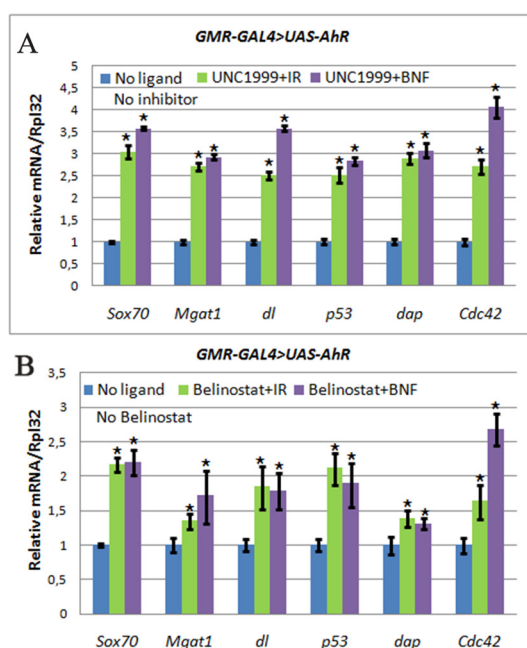 A
GMR-GAL4>UAS-AhR
No ligand UNC1999+IR UNC1999+BNF
No inhibitor
Relative mRNA/Rpl32
5
4,5
4
3,5
3
2,5
2
1,5
1
0,5
0
* * * * * * * * * * * *
Sox70 Mgat1 dl p53 dap Cdc42
B
GMR-GAL4>UAS-AhR
No ligand Belinostat+IR Belinostat+BNF
No Belinostat
Relative mRNA/Rpl32
3,5
3
2,5
2
1,5
1
0,5
0
* * * * * * * * * * * *
Sox70 Mgat1 dl p53 dap Cdc42